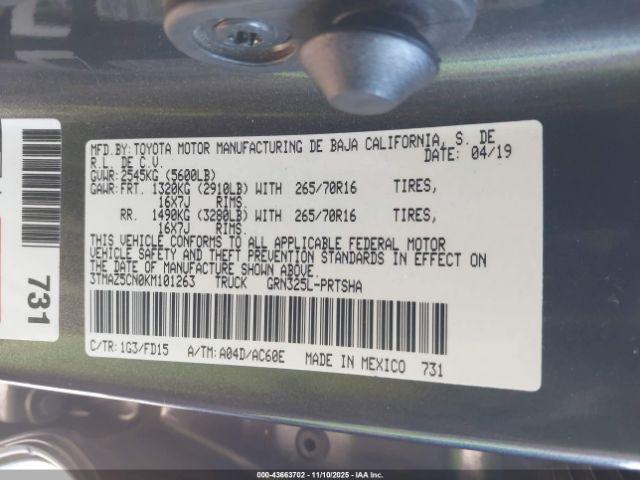 MFD.BY: TOYOTA MOTOR MANUFACTURING DE BAJA CALIFORNIA, S. DE
R.L. DE C.V. DATE: 04/19
GVWR: 2545KG (5600LB)
GAWR: FRT. 1320KG (2910LB) WITH 265/70R16 TIRES,
16X7J RIMS.
RR. 1490KG (3280LB) WITH 265/70R16 TIRES,
16X7J RIMS.
THIS VEHICLE CONFORMS TO ALL APPLICABLE FEDERAL MOTOR
VEHICLE SAFETY AND THEFT PREVENTION STANDARDS IN EFFECT ON
THE DATE OF MANUFACTURE SHOWN ABOVE.
3TMAZ5CN0KM101263 TRUCK GRN325L-PRTSHA
C/TR: 1G3/FD15 A/TM: A04D/AC60E MADE IN MEXICO 731
731
000-43663702 - 11/10/2025 - IAA Inc.